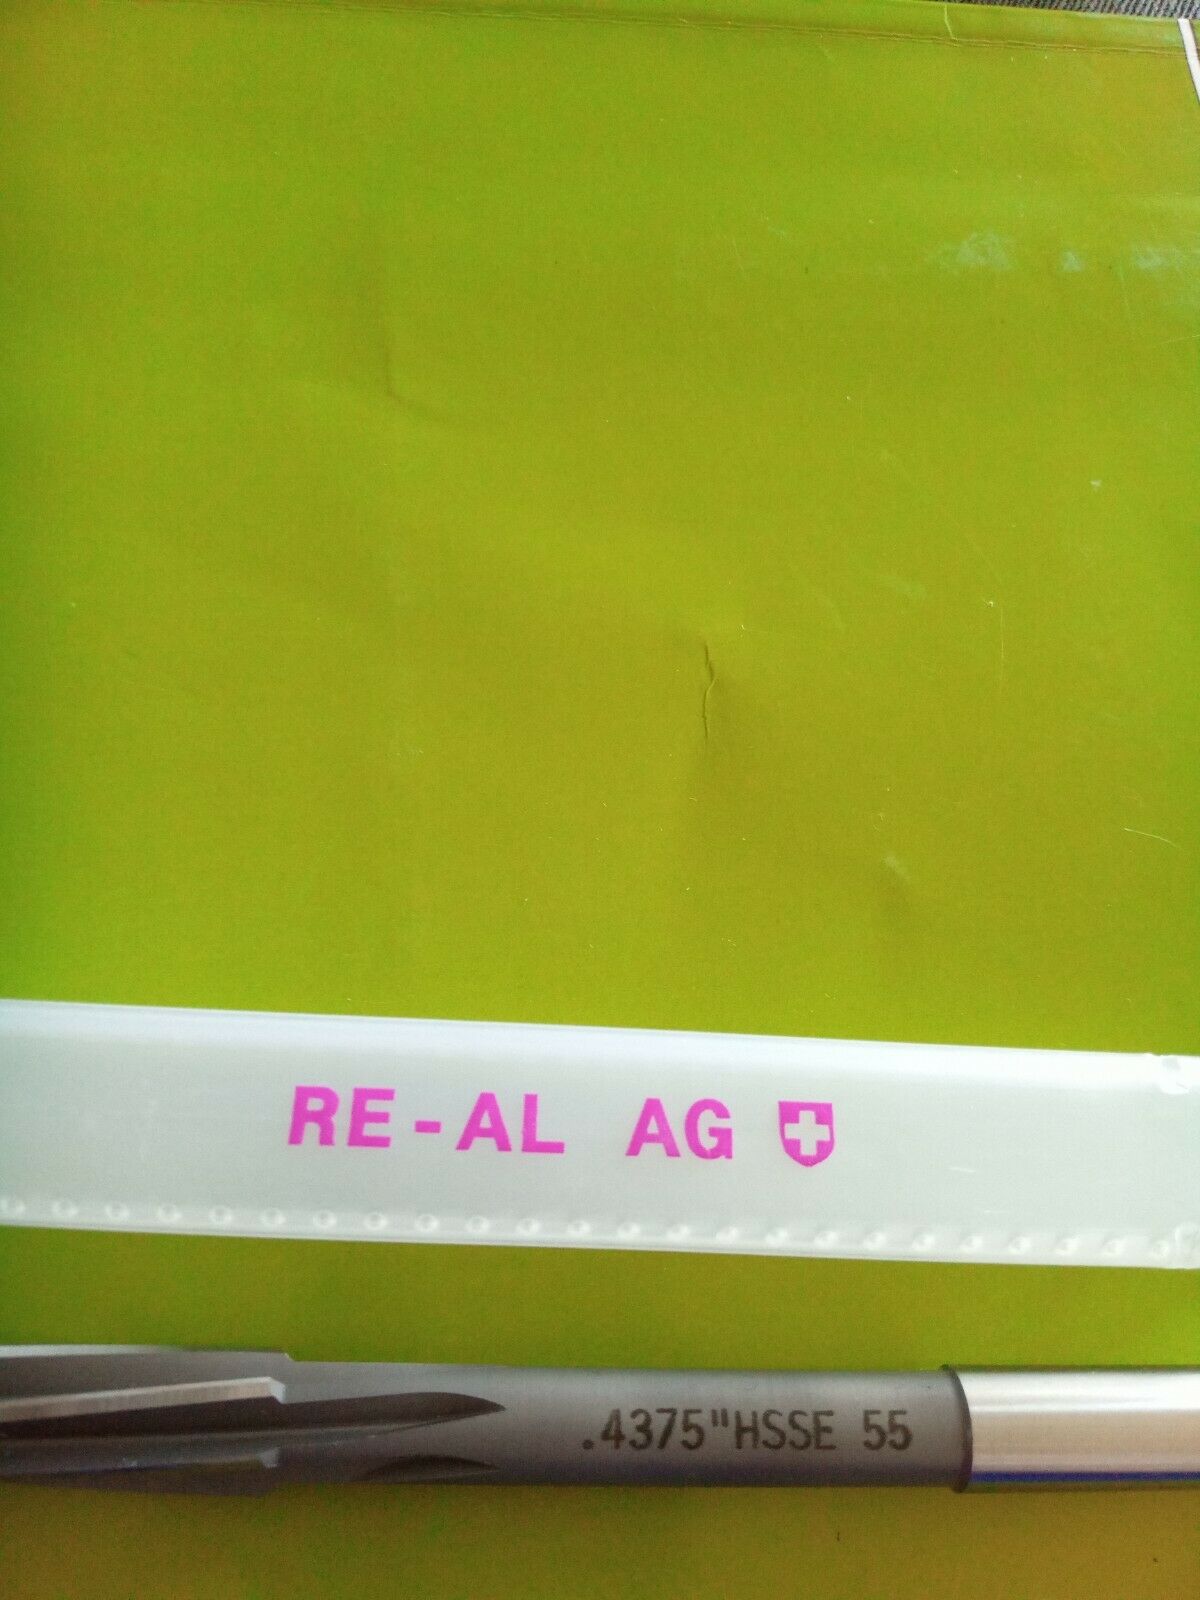 RE-AL AG
.4375"HSSE 55